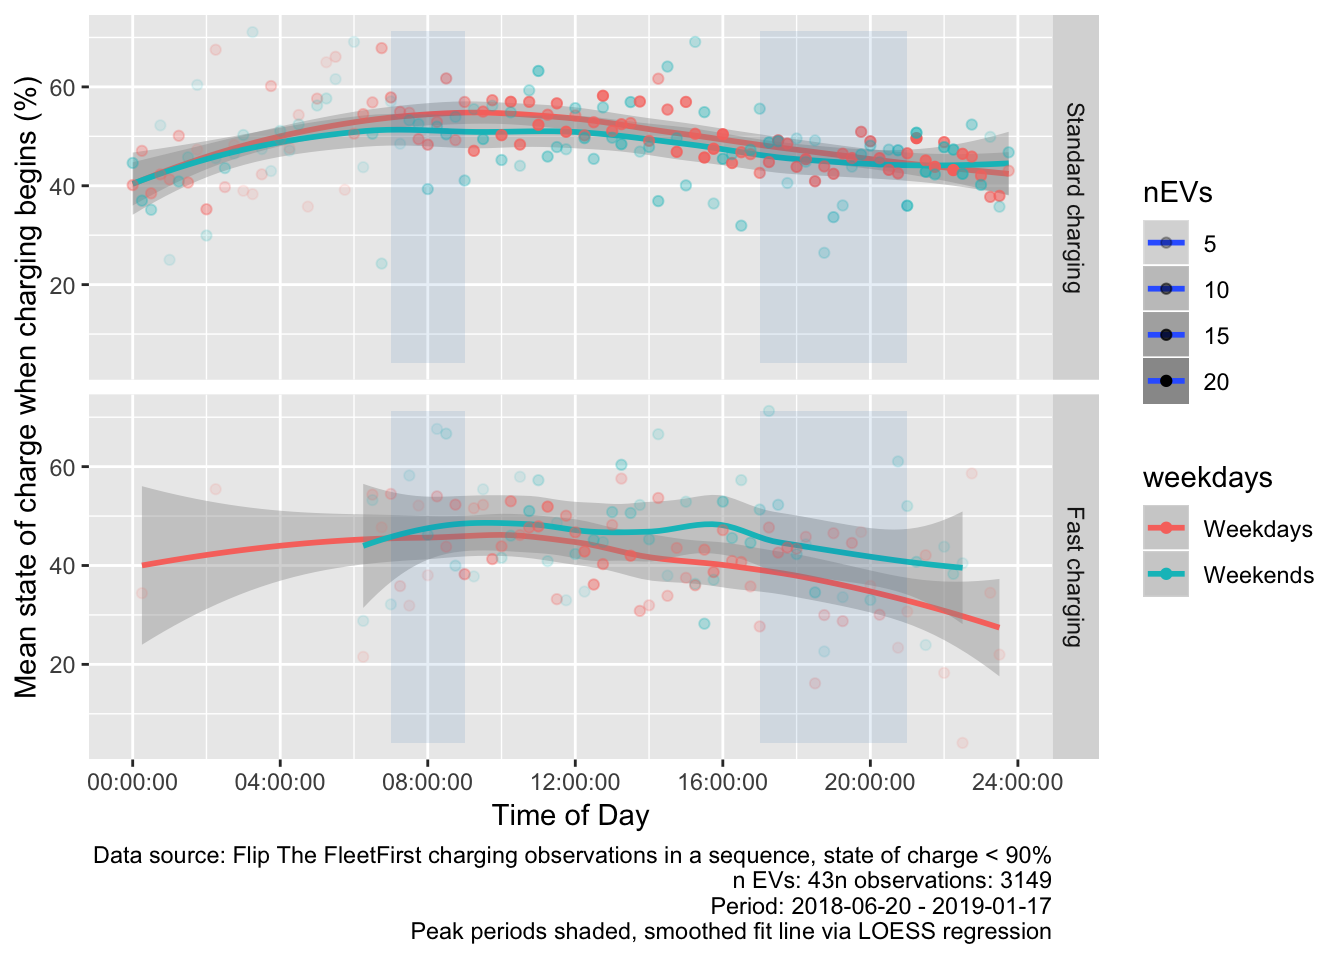 Mean state of charge when charging begins (%)
60
40
20
Standard charging
60
40
20
Fast charging
00:00:00 04:00:00 08:00:00 12:00:00 16:00:00 20:00:00 24:00:00
Time of Day
nEVs
5
10
15
20
weekdays
Weekdays
Weekends
Data source: Flip The FleetFirst charging observations in a sequence, state of charge < 90%
n EVs: 43n observations: 3149
Period: 2018-06-20 - 2019-01-17
Peak periods shaded, smoothed fit line via LOESS regression